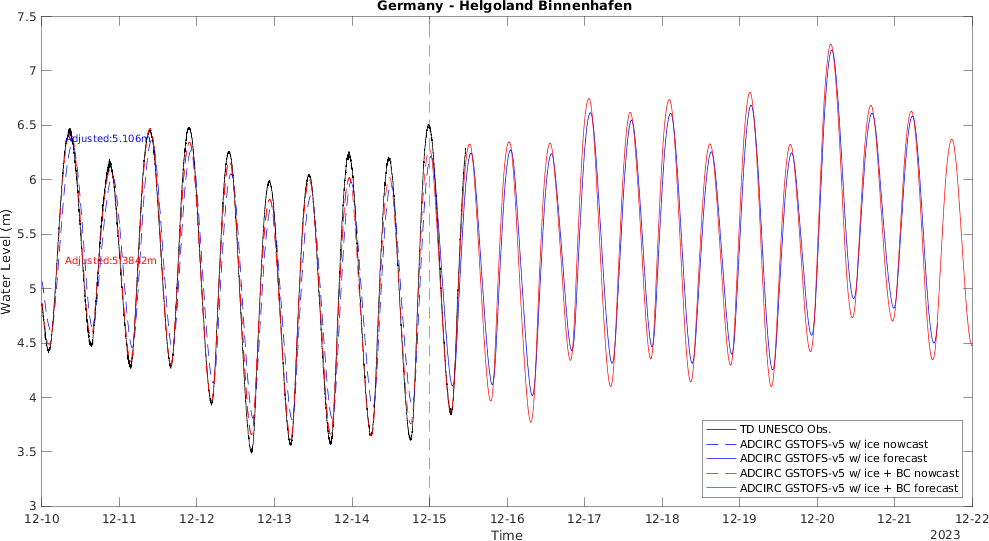 Germany - Helgoland Binnenhafen
7.5
7
6.5
6
5.5
5
4.5
4
3.5
3
Water Level (m)
Adjusted:5.106m
Adjusted:5.3842m
TD UNESCO Obs.
ADCIRC GSTOFS-v5 w/ ice nowcast
ADCIRC GSTOFS-v5 w/ ice forecast
ADCIRC GSTOFS-v5 w/ ice + BC nowcast
ADCIRC GSTOFS-v5 w/ ice + BC forecast
12-10 12-11 12-12 12-13 12-14 12-15 12-16 12-17 12-18 12-19 12-20 12-21 12-22
Time
2023